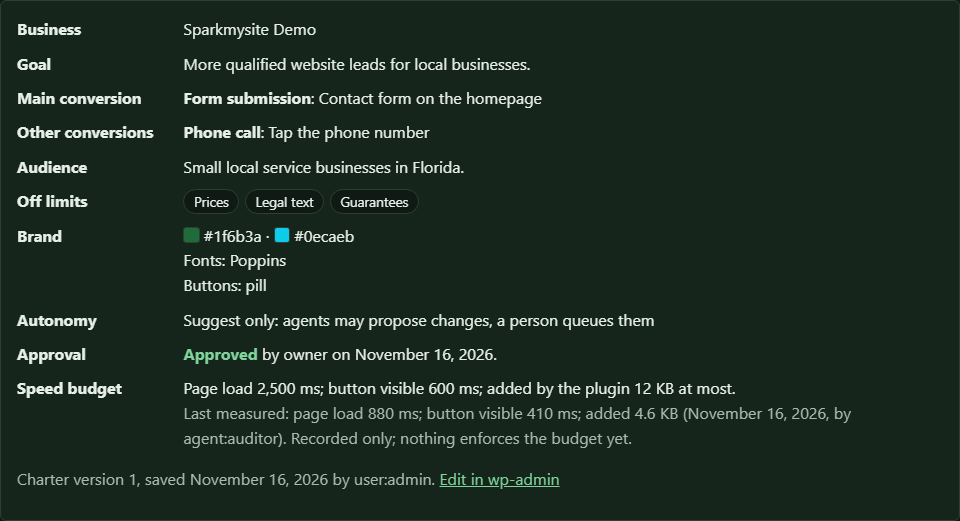 Business Sparkmysite Demo
Goal More qualified website leads for local businesses.
Main conversion Form submission: Contact form on the homepage
Other conversions Phone call: Tap the phone number
Audience Small local service businesses in Florida.
Off limits Prices Legal text Guarantees
Brand #1f6b3a · #0ecaeb
Fonts: Poppins
Buttons: pill
Autonomy Suggest only: agents may propose changes, a person queues them
Approval Approved by owner on November 16, 2026.
Speed budget Page load 2,500 ms; button visible 600 ms; added by the plugin 12 KB at most.
Last measured: page load 880 ms; button visible 410 ms; added 4.6 KB (November 16, 2026, by
agent:auditor). Recorded only; nothing enforces the budget yet.
Charter version 1, saved November 16, 2026 by user:admin. Edit in wp-admin